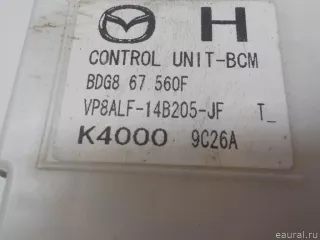 H
CONTROL UNIT-BCM
BDG8 67 560F
VP8ALF-14B205-JF T_
K4000 9C26A
eaural.ru